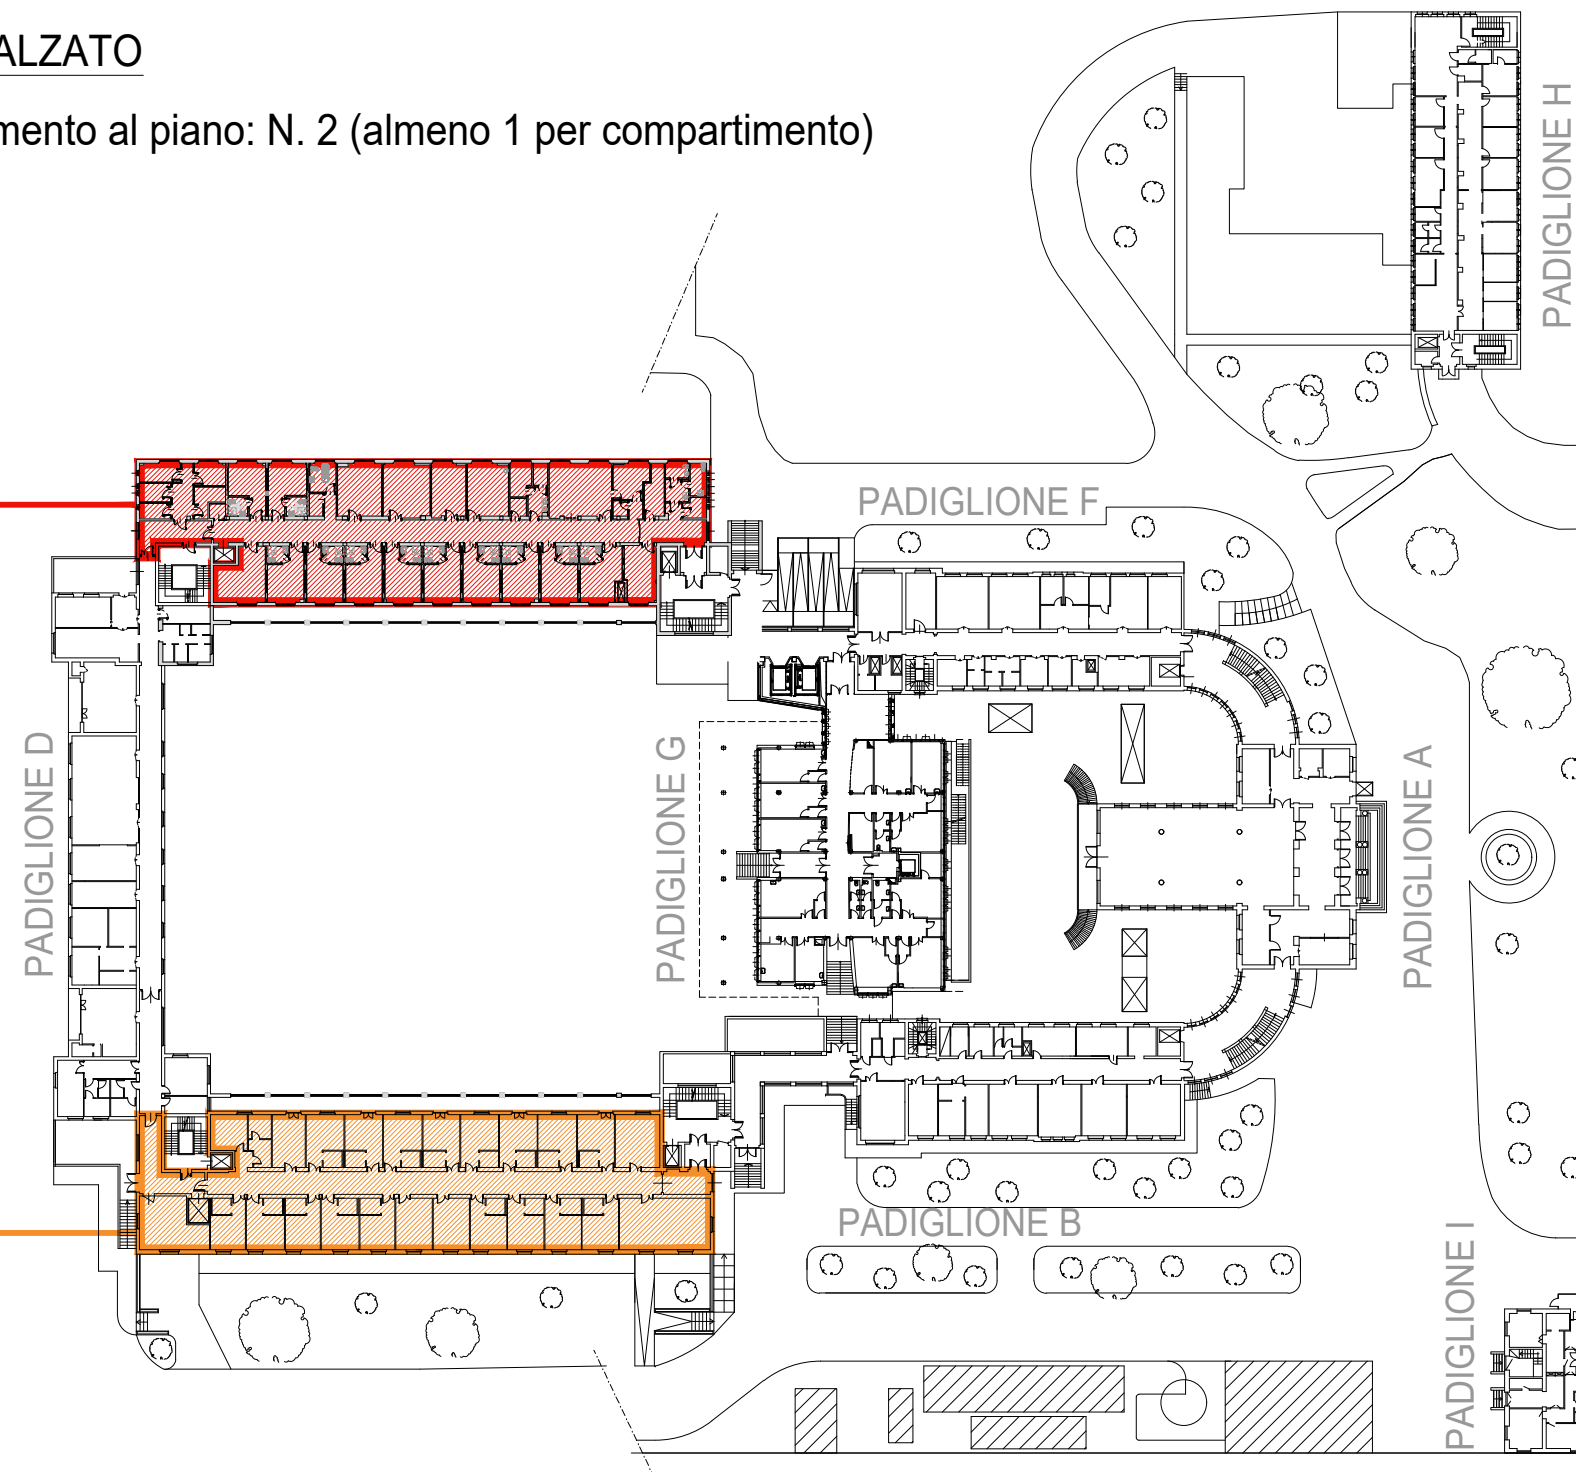 ALZATO
mento al piano: N. 2 (almeno 1 per compartimento)
PADIGLIONE H
PADIGLIONE F
PADIGLIONE D
PADIGLIONE G
PADIGLIONE A
PADIGLIONE B
PADIGLIONE I